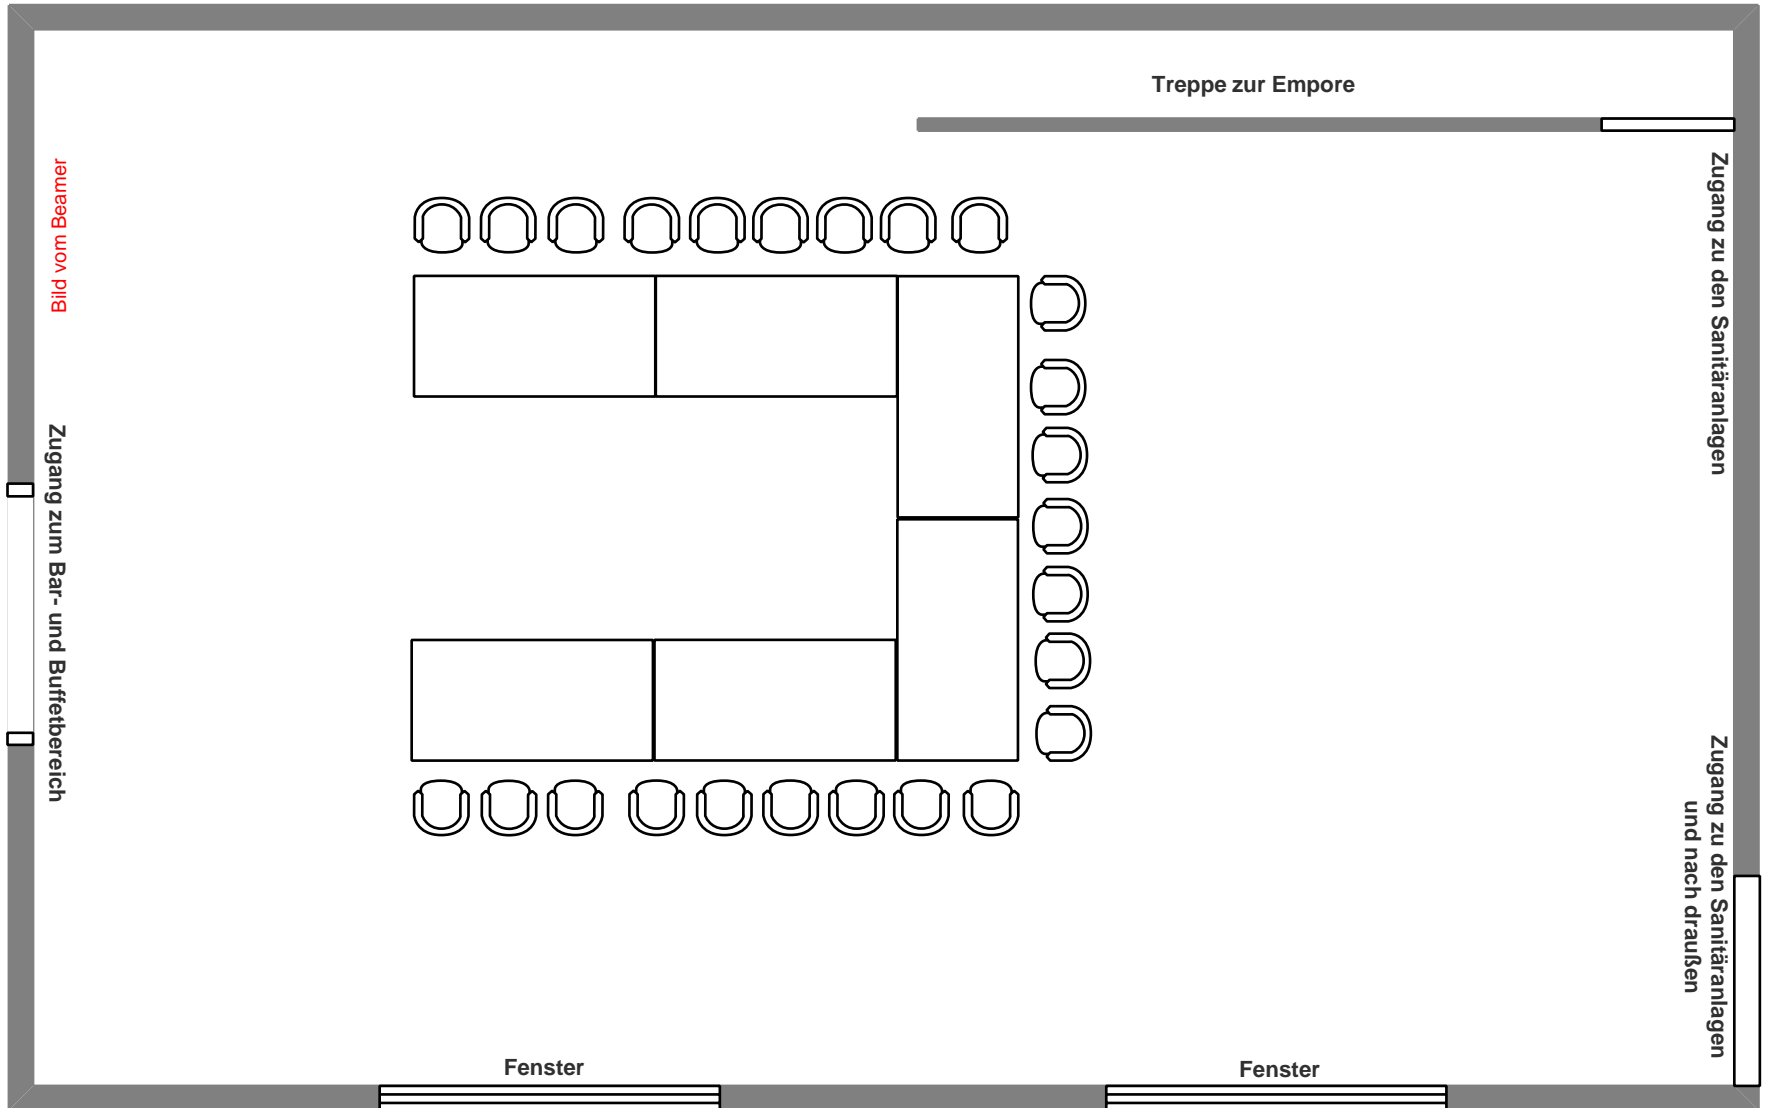 Treppe zur Empore
Bild vom Beamer
Zugang zu den Sanitäranlagen
Zugang zum Bar- und Buffetbereich
Zugang zu den Sanitäranlagen
und nach draußen
Fenster
Fenster